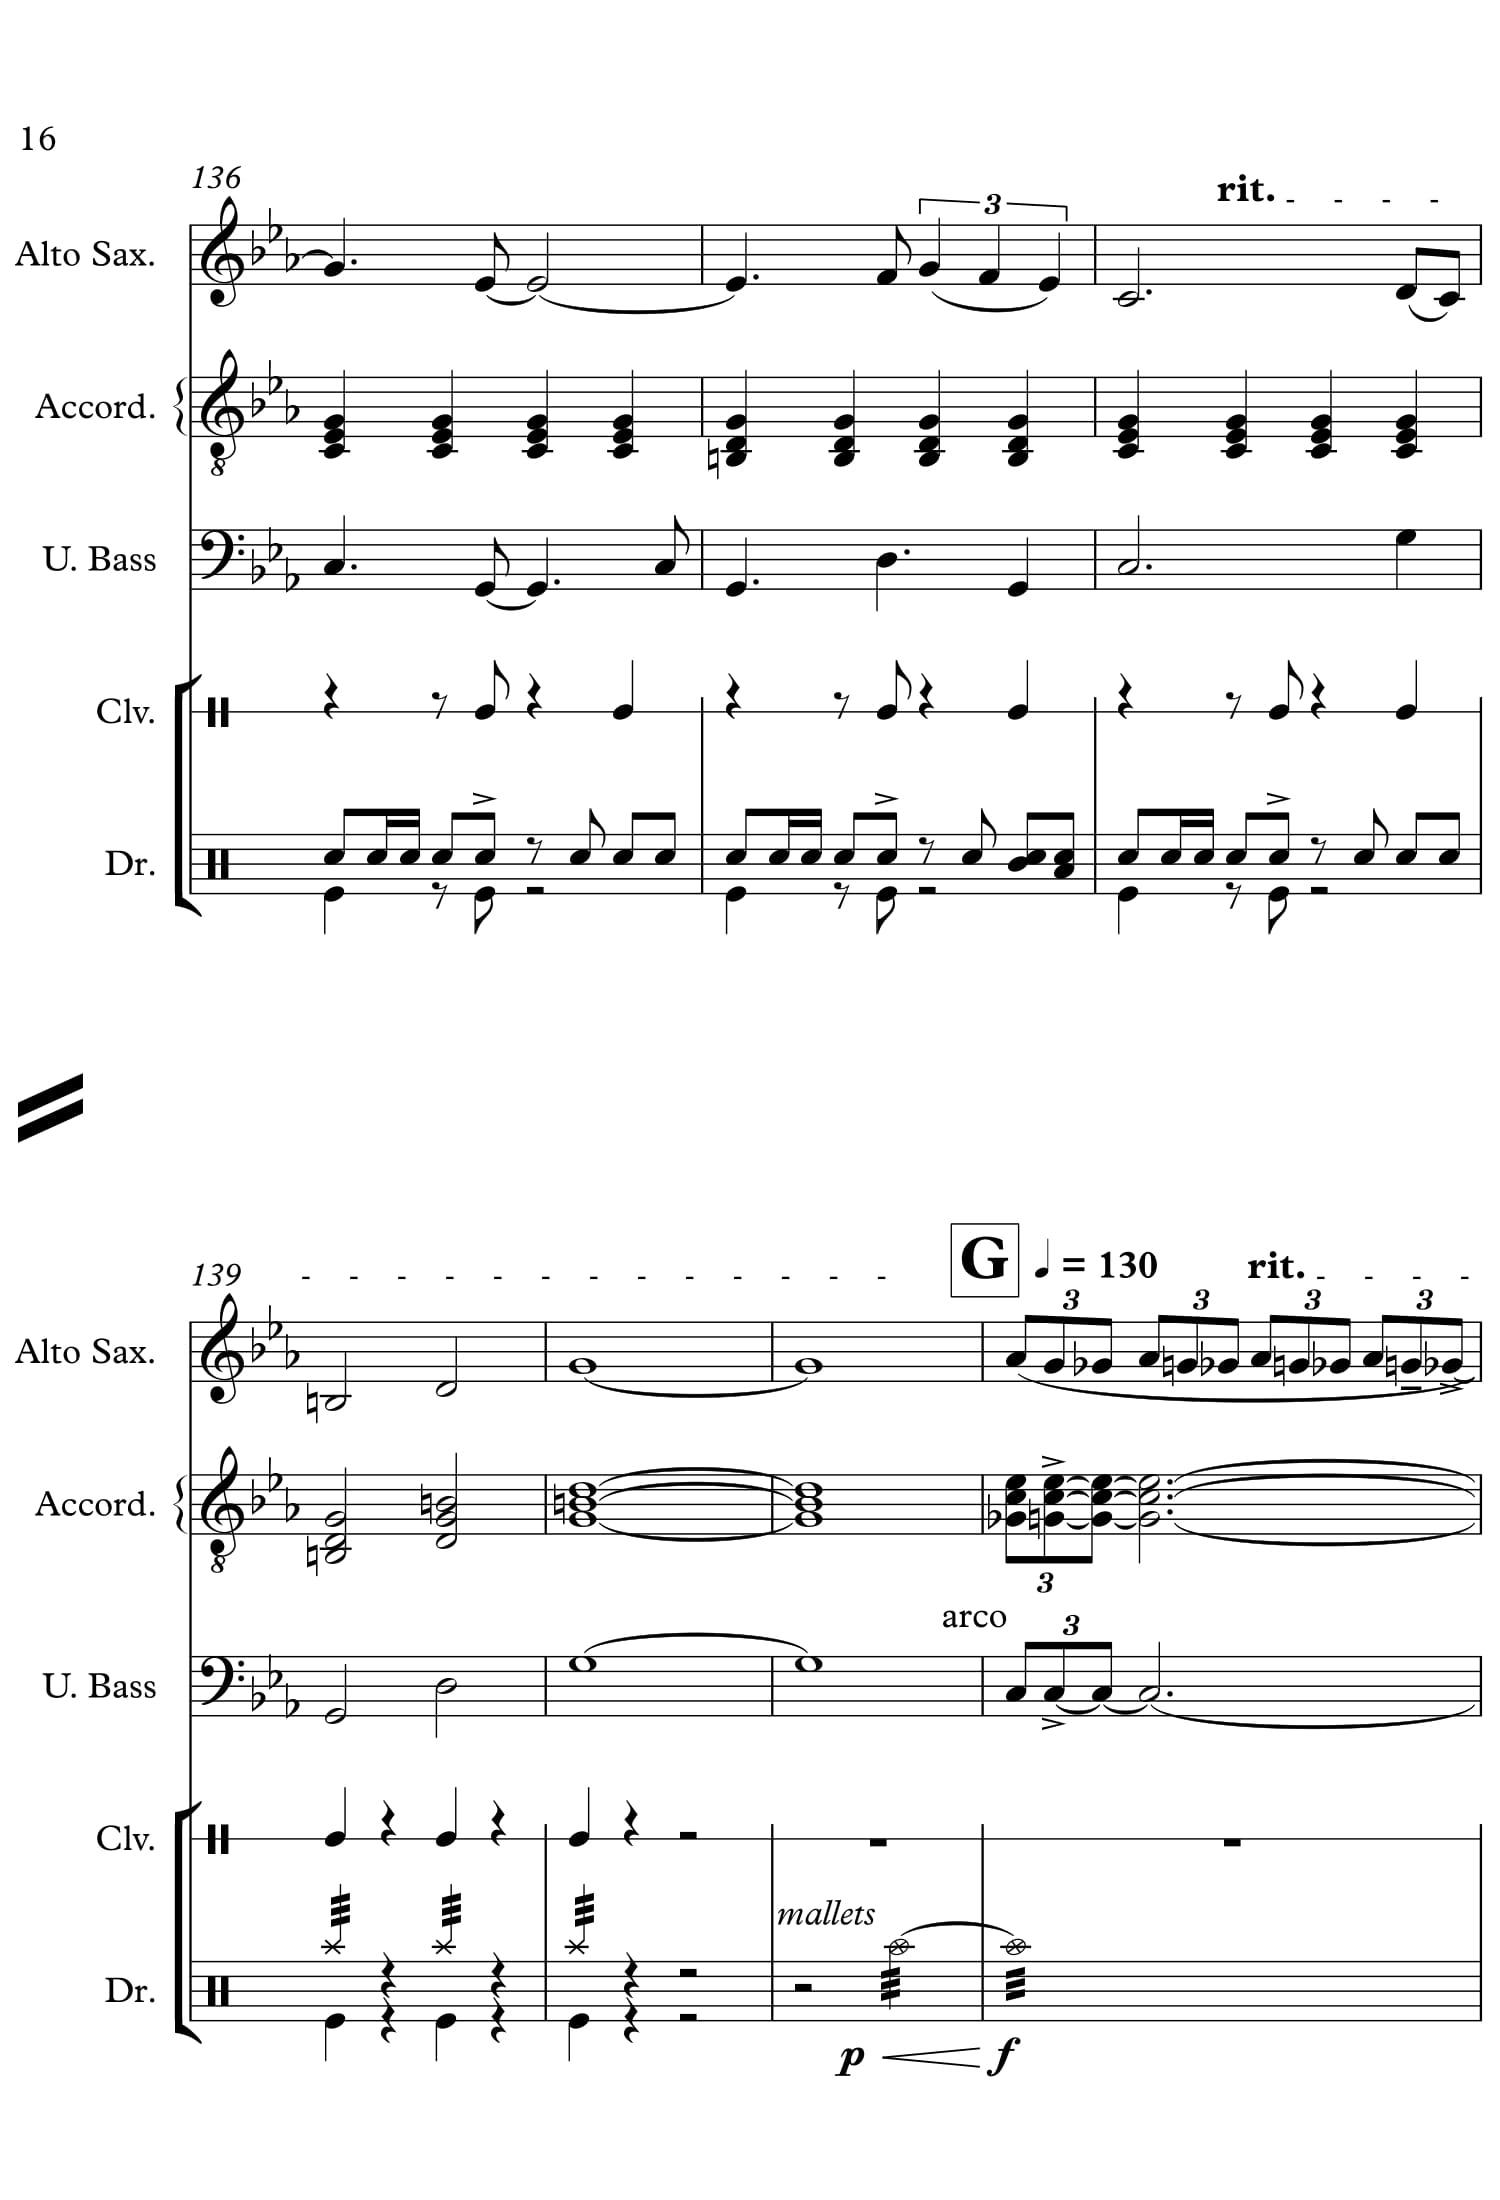 16
136
rit.
3
Alto Sax.
Accord.
8
U. Bass
Clv.
Dr.
139
G ♩ = 130 rit.
3 3 3 3
Alto Sax.
Accord.
8
3
arco
3
U. Bass
Clv.
mallets
Dr.
p f